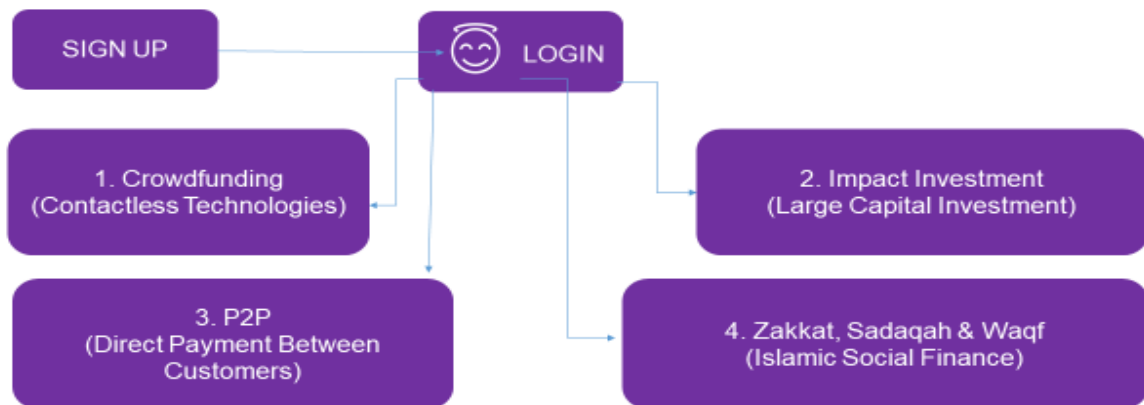 SIGN UP
LOGIN
1. Crowdfunding
(Contactless Technologies)
2. Impact Investment
(Large Capital Investment)
3. P2P
(Direct Payment Between
Customers)
4. Zakkat, Sadaqah & Waqf
(Islamic Social Finance)